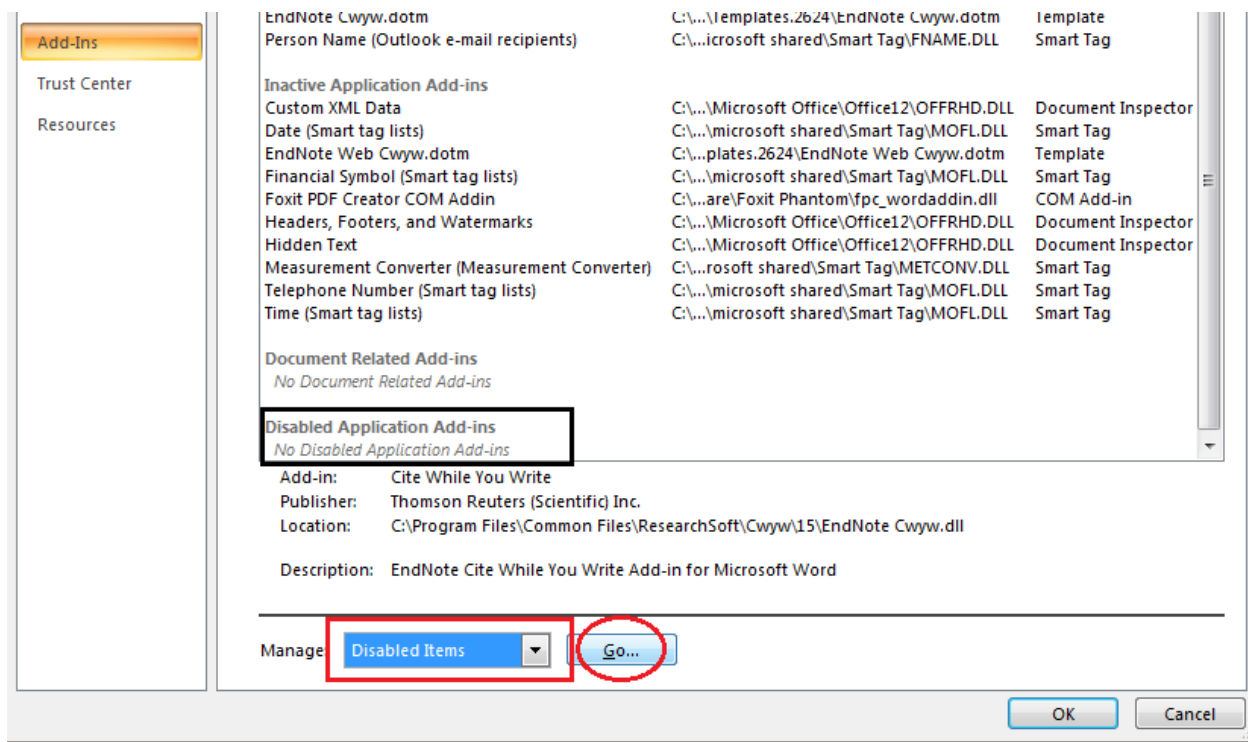 EndNote Cwyw.dotm C:\...\Templates.2624\EndNote Cwyw.dotm Template
Add-Ins
Person Name (Outlook e-mail recipients) C:\...icrosoft shared\Smart Tag\FNAME.DLL Smart Tag
Trust Center
Inactive Application Add-ins
Custom XML Data C:\...\Microsoft Office\Office12\OFFRHD.DLL Document Inspector
Resources
Date (Smart tag lists) C:\...\microsoft shared\Smart Tag\MOFL.DLL Smart Tag
EndNote Web Cwyw.dotm C:\...plates.2624\EndNote Web Cwyw.dotm Template
Financial Symbol (Smart tag lists) C:\...\microsoft shared\Smart Tag\MOFL.DLL Smart Tag
Foxit PDF Creator COM Addin C:\...are\Foxit Phantom\fpc_wordaddin.dll COM Add-in
Headers, Footers, and Watermarks C:\...\Microsoft Office\Office12\OFFRHD.DLL Document Inspector
Hidden Text C:\...\Microsoft Office\Office12\OFFRHD.DLL Document Inspector
Measurement Converter (Measurement Converter) C:\...rosoft shared\Smart Tag\METCONV.DLL Smart Tag
Telephone Number (Smart tag lists) C:\...\microsoft shared\Smart Tag\MOFL.DLL Smart Tag
Time (Smart tag lists) C:\...\microsoft shared\Smart Tag\MOFL.DLL Smart Tag
Document Related Add-ins
No Document Related Add-ins
Disabled Application Add-ins
No Disabled Application Add-ins
Add-in: Cite While You Write
Publisher: Thomson Reuters (Scientific) Inc.
Location: C:\Program Files\Common Files\ResearchSoft\Cwyw\15\EndNote Cwyw.dll
Description: EndNote Cite While You Write Add-in for Microsoft Word
Manage: Disabled Items Go...
OK Cancel